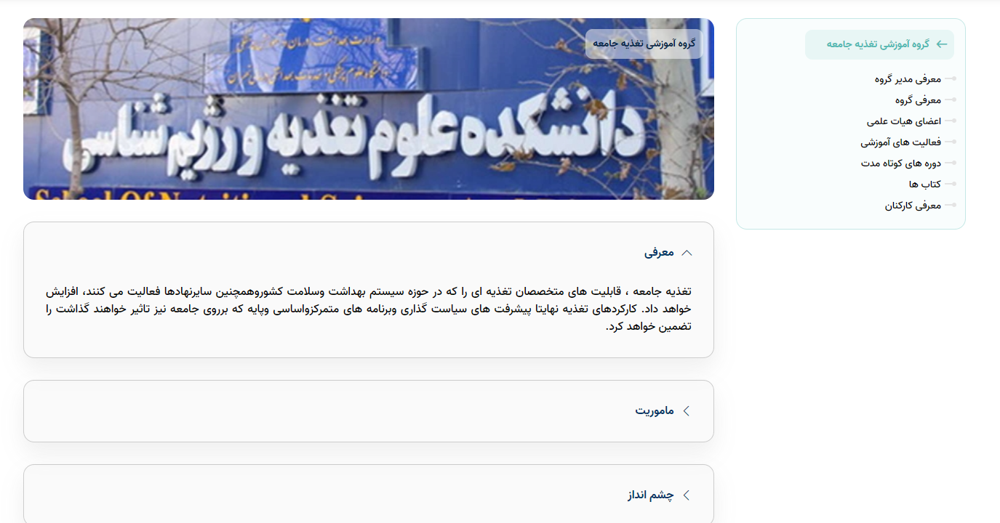 گروه آموزشی تغذیه جامعه
معرفی مدیر گروه
معرفی گروه
اعضای هیات علمی
فعالیت های آموزشی
دوره های کوتاه مدت
کتاب ها
معرفی کارکنان
گروه آموزشی تغذیه جامعه
دانشکده علوم تغذیه و رژیم شناسی
School Of
معرفی
تغذیه جامعه ، قابلیت های متخصصان تغذیه ای را که در حوزه سیستم بهداشت وسلامت کشوروهمچنین سایرنهادها فعالیت می کنند، افزایش
خواهد داد. کارکردهای تغذیه نهایتا پیشرفت های سیاست گذاری وبرنامه های متمرکزواساسی وپایه که برروی جامعه نیز تاثیر خواهند گذاشت را
تضمین خواهد کرد.
ماموریت
چشم انداز